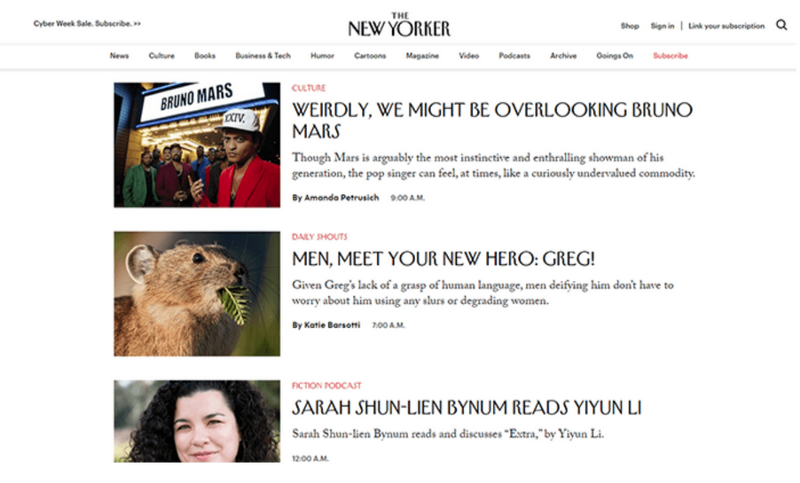 Cyber Week Sale. Subscribe. >>
THE
NEW YORKER
Shop Sign in | Link your subscription
News Culture Books Business & Tech Humor Cartoons Magazine Video Podcasts Archive Goings On Subscribe
BRUNO MARS
XXIV.
CULTURE
WEIRDLY, WE MIGHT BE OVERLOOKING BRUNO
MARS
Though Mars is arguably the most instinctive and enthralling showman of his
generation, the pop singer can feel, at times, like a curiously undervalued commodity.
By Amanda Petrusich 9:00 A.M.
DAILY SHOUTS
MEN, MEET YOUR NEW HERO: GREG!
Given Greg's lack of a grasp of human language, men deifying him don't have to
worry about him using any slurs or degrading women.
By Katie Barsotti 7:00 A.M.
FICTION PODCAST
SARAH SHUN-LIEN BYNUM READS YIYUN LI
Sarah Shun-lien Bynum reads and discusses “Extra,” by Yiyun Li.
12:00 A.M.